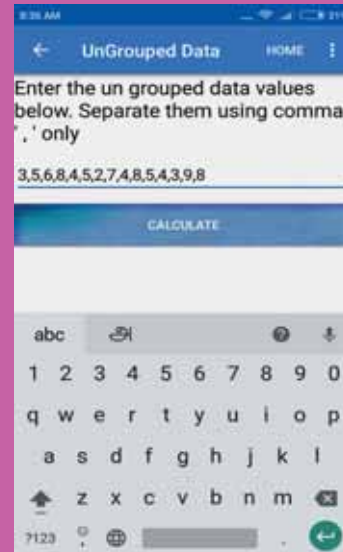 8:36 AM
UnGrouped Data HOME
Enter the un grouped data values
below. Separate them using comma
' , ' only
3,5,6,8,4,5,2,7,4,8,5,4,3,9,8
CALCULATE
abc அ
1 2 3 4 5 6 7 8 9 0
q w e r t y u i o p
a s d f g h j k l
z x c v b n m
?123 .